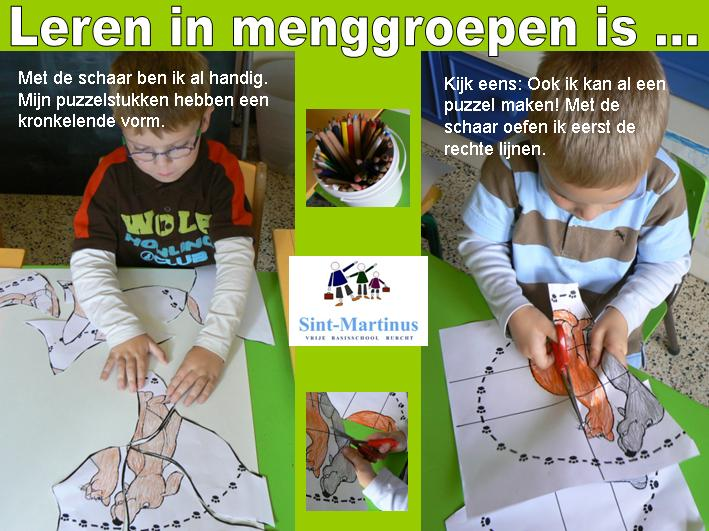 Leren in menggroepen is ...
Met de schaar ben ik al handig.
Mijn puzzelstukken hebben een
kronkelende vorm.
Kijk eens: Ook ik kan al een
puzzel maken! Met de
schaar oefen ik eerst de
rechte lijnen.
WOLF
HOWLING
CLUB
Sint-Martinus
VRIJE BASISSCHOOL BURCHT